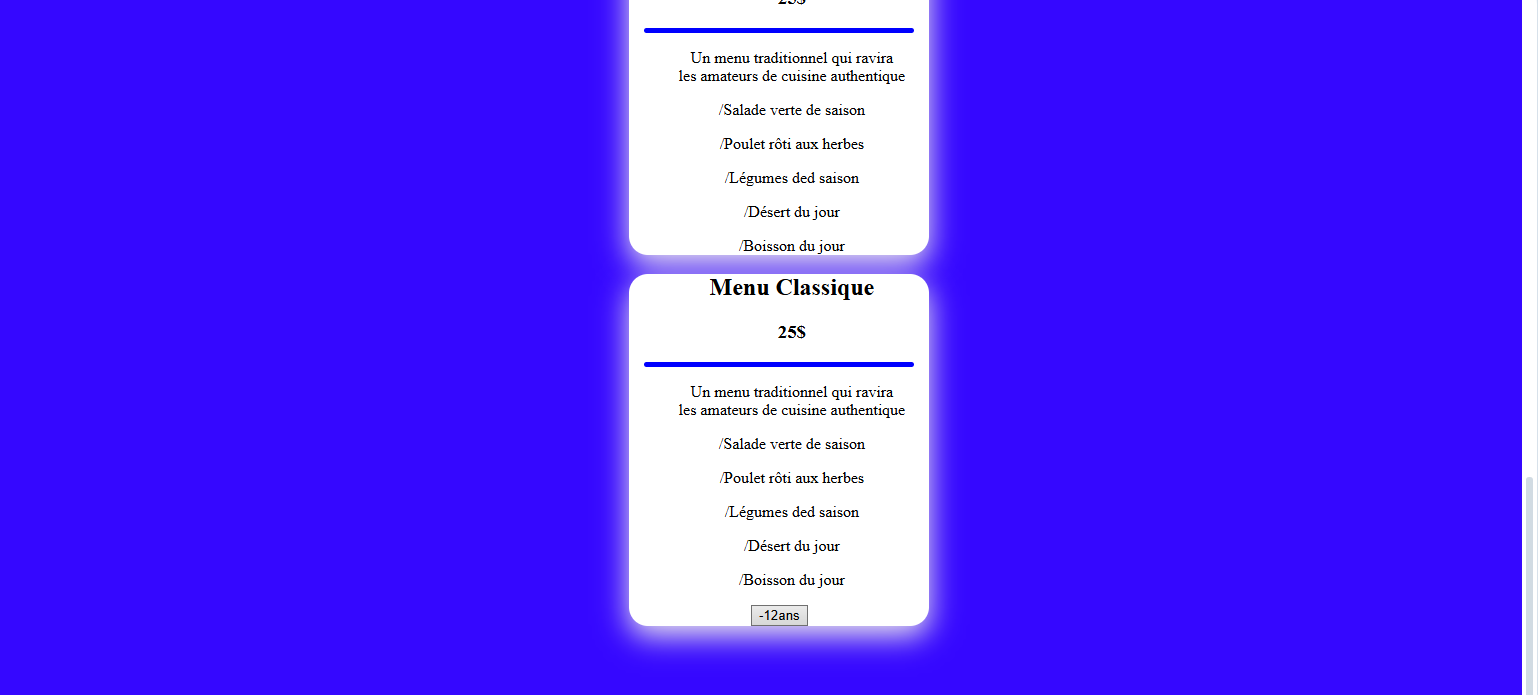 25$
Un menu traditionnel qui ravira
les amateurs de cuisine authentique
/Salade verte de saison
/Poulet rôti aux herbes
/Légumes ded saison
/Désert du jour
/Boisson du jour
Menu Classique
25$
Un menu traditionnel qui ravira
les amateurs de cuisine authentique
/Salade verte de saison
/Poulet rôti aux herbes
/Légumes ded saison
/Désert du jour
/Boisson du jour
-12ans